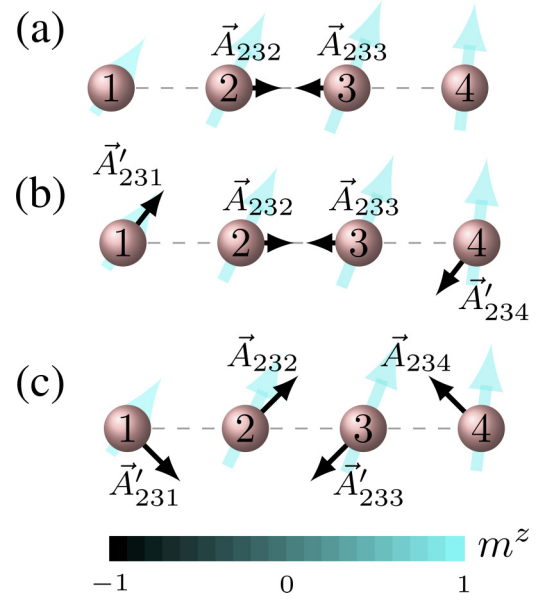 (a)
A⃗232 A⃗233
1 2 3 4
(b)
A⃗′231 A⃗232 A⃗233
1 2 3 4
A⃗′234
(c)
A⃗232 A⃗234
1 2 3 4
A⃗′231 A⃗′233
m^z
−1 0 1